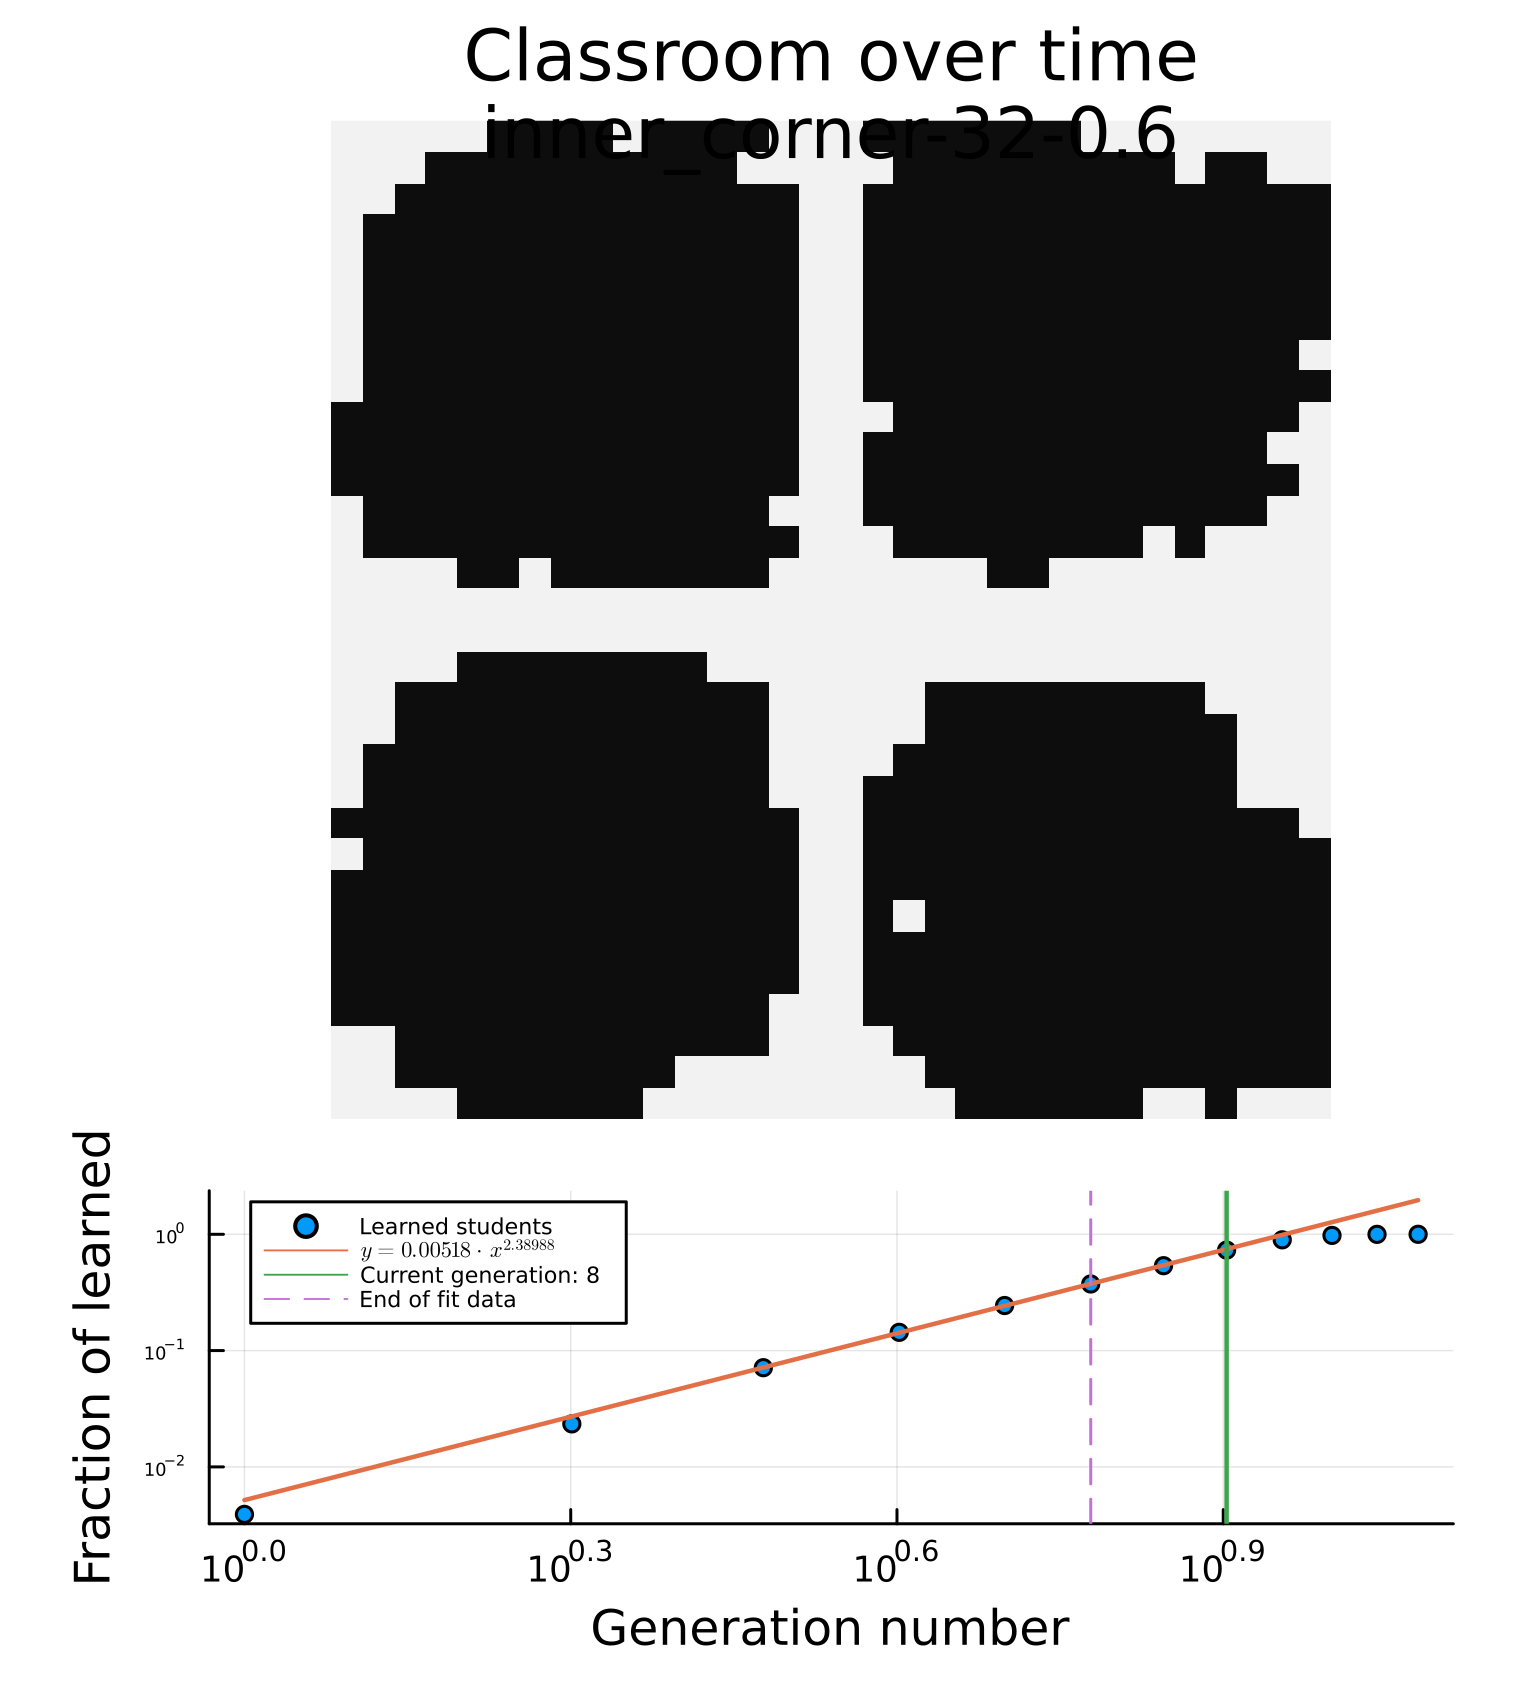 Classroom over time
inner_corner-32-0.6
Fraction of learned
10⁰
10⁻¹
10⁻²
Learned students
y = 0.00518 · x^2.38988
Current generation: 8
End of fit data
10^0.0
10^0.3
10^0.6
10^0.9
Generation number